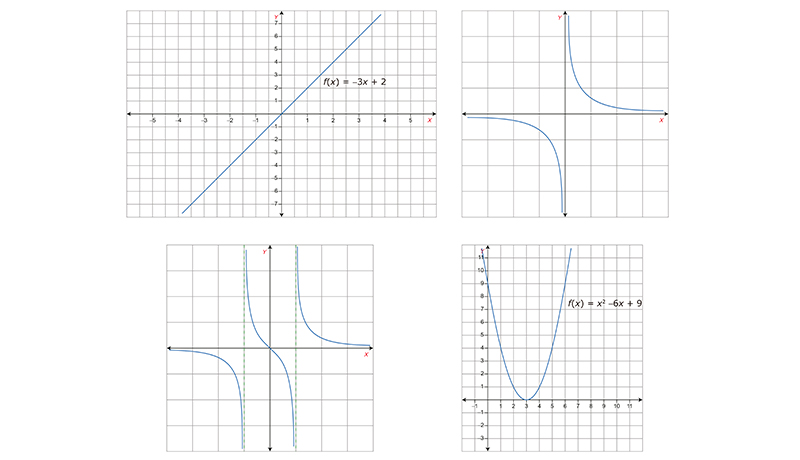 Y
7
6
5
4
3
2
1
f(x) = –3x + 2
–5 –4 –3 –2 –1 1 2 3 4 5 X
–1
–2
–3
–4
–5
–6
–7
Y
X
Y
X
Y
11
10
9
8
7
6
5
4
3
2
1
f(x) = x² –6x + 9
–1 1 2 3 4 5 6 7 8 9 10 11
–1
–2
–3